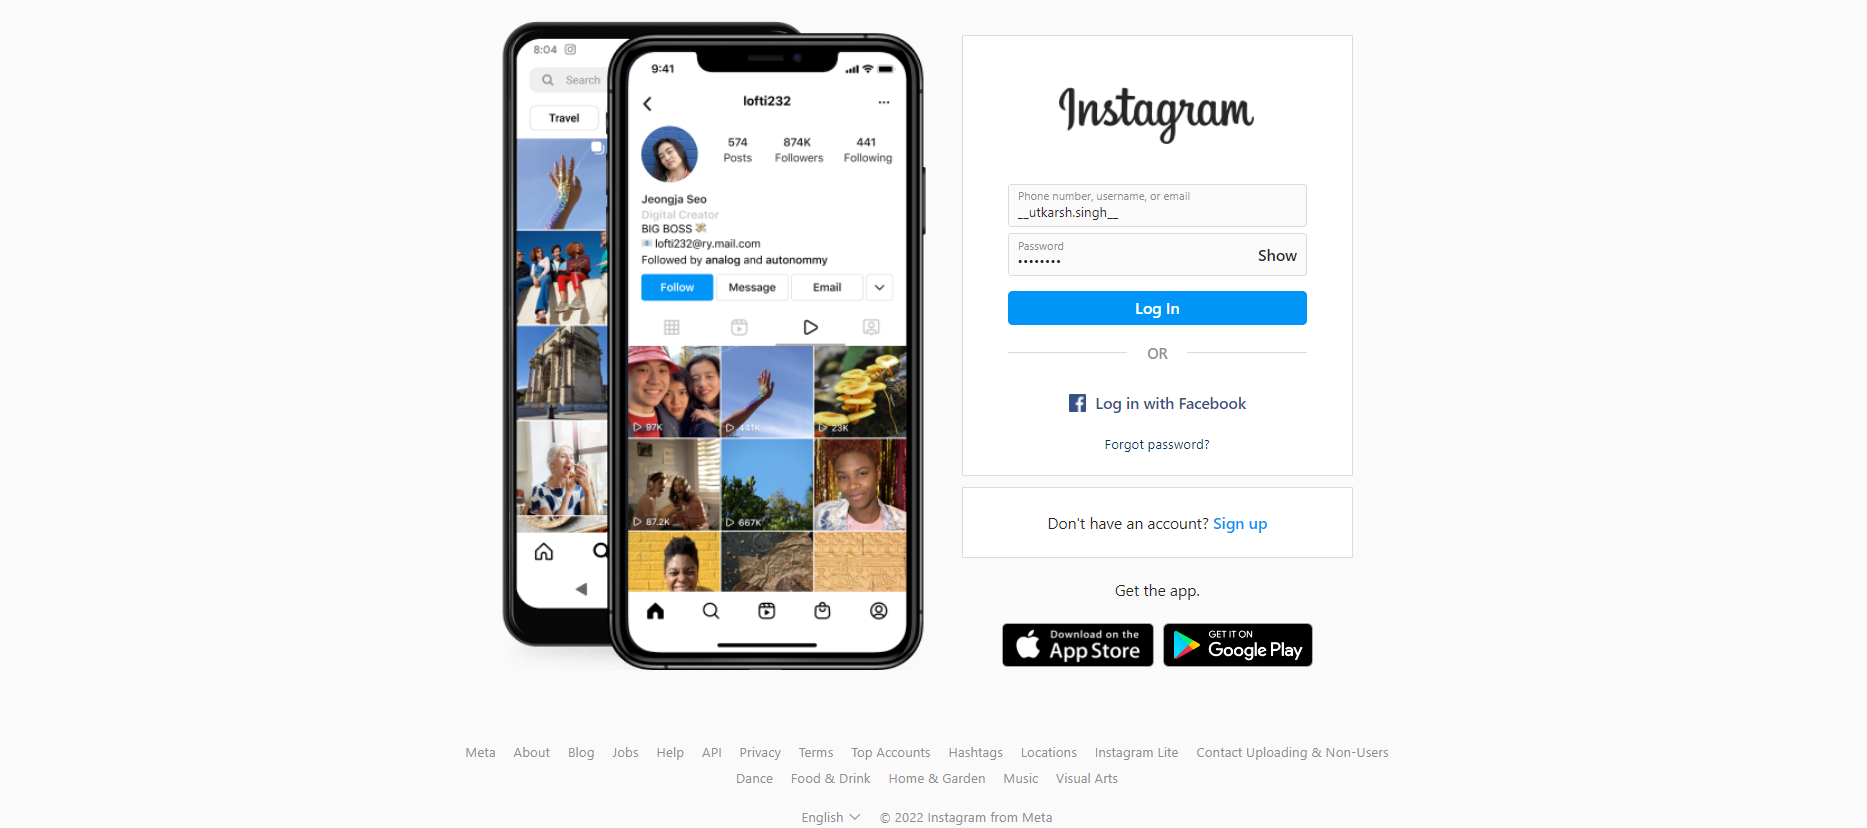 8:04
Search
Travel
9:41
lofti232
574 874K 441
Posts Followers Following
Jeongja Seo
Digital Creator
BIG BOSS
lofti232@ry.mail.com
Followed by analog and autonommy
Follow Message Email
97K 441K 23K
87.2K 667K
Instagram
Phone number, username, or email
__utkarsh.singh__
Password
•••••••• Show
Log In
OR
Log in with Facebook
Forgot password?
Don't have an account? Sign up
Get the app.
Download on the
App Store
GET IT ON
Google Play
Meta About Blog Jobs Help API Privacy Terms Top Accounts Hashtags Locations Instagram Lite Contact Uploading & Non-Users
Dance Food & Drink Home & Garden Music Visual Arts
English © 2022 Instagram from Meta